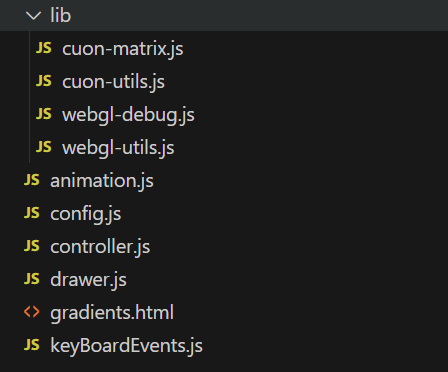 lib
JS cuon-matrix.js
JS cuon-utils.js
JS webgl-debug.js
JS webgl-utils.js
JS animation.js
JS config.js
JS controller.js
JS drawer.js
<> gradients.html
JS keyBoardEvents.js